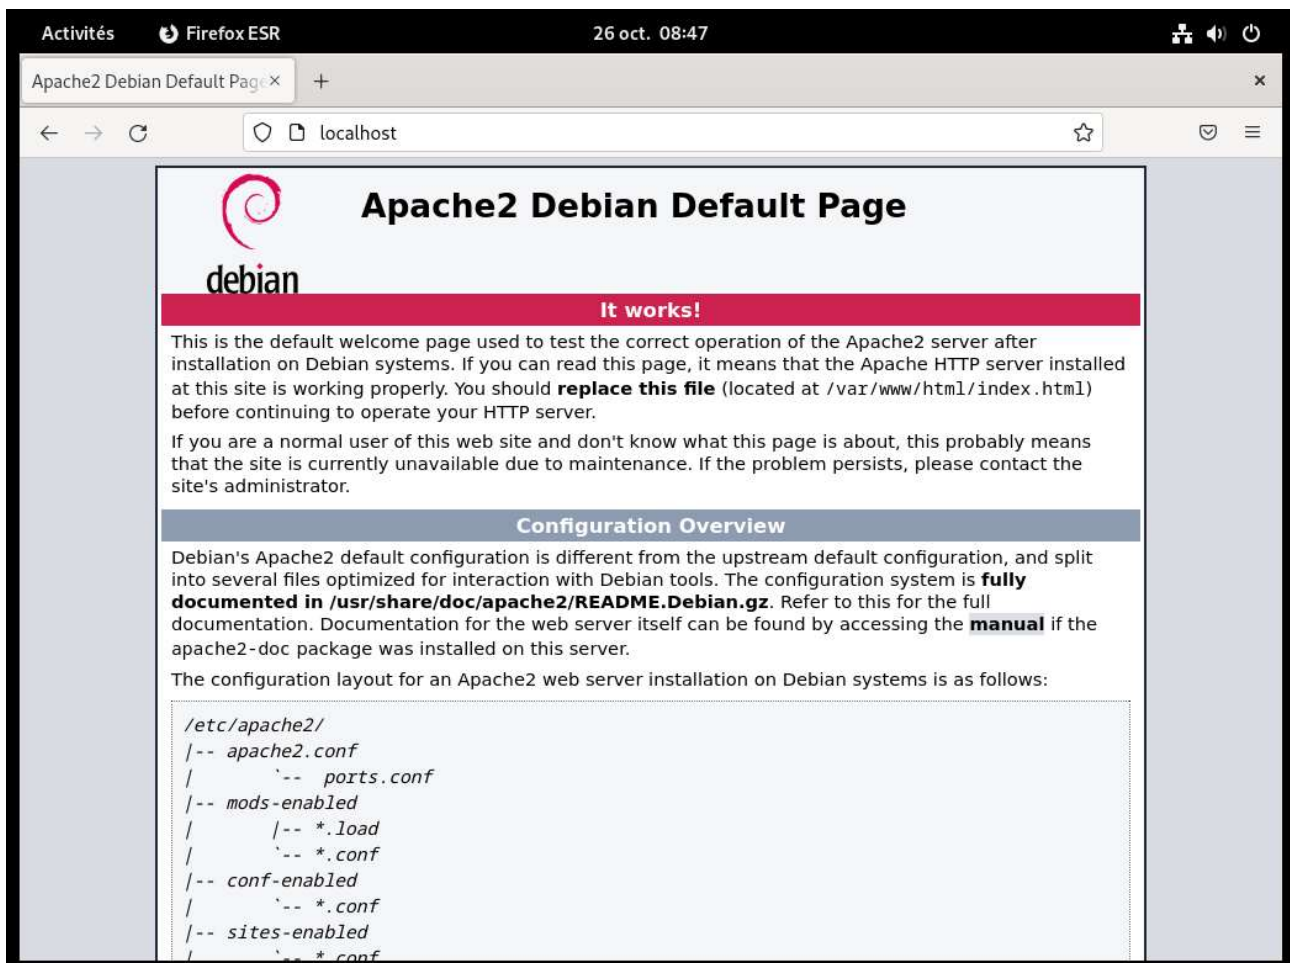 Activités Firefox ESR 26 oct. 08:47
Apache2 Debian Default Page
localhost
Apache2 Debian Default Page
debian
It works!
This is the default welcome page used to test the correct operation of the Apache2 server after
installation on Debian systems. If you can read this page, it means that the Apache HTTP server installed
at this site is working properly. You should replace this file (located at /var/www/html/index.html)
before continuing to operate your HTTP server.
If you are a normal user of this web site and don't know what this page is about, this probably means
that the site is currently unavailable due to maintenance. If the problem persists, please contact the
site's administrator.
Configuration Overview
Debian's Apache2 default configuration is different from the upstream default configuration, and split
into several files optimized for interaction with Debian tools. The configuration system is fully
documented in /usr/share/doc/apache2/README.Debian.gz. Refer to this for the full
documentation. Documentation for the web server itself can be found by accessing the manual if the
apache2-doc package was installed on this server.
The configuration layout for an Apache2 web server installation on Debian systems is as follows:
/etc/apache2/
|-- apache2.conf
|       `--  ports.conf
|-- mods-enabled
|       |-- *.load
|       `-- *.conf
|-- conf-enabled
|       `-- *.conf
|-- sites-enabled
|       `-- *.conf